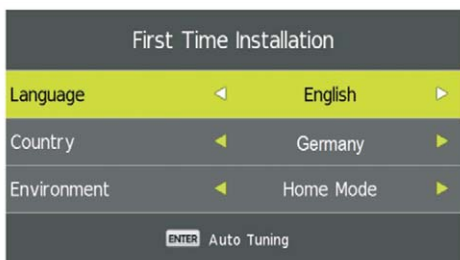 First Time Installation
Language English
Country Germany
Environment Home Mode
ENTER Auto Tuning